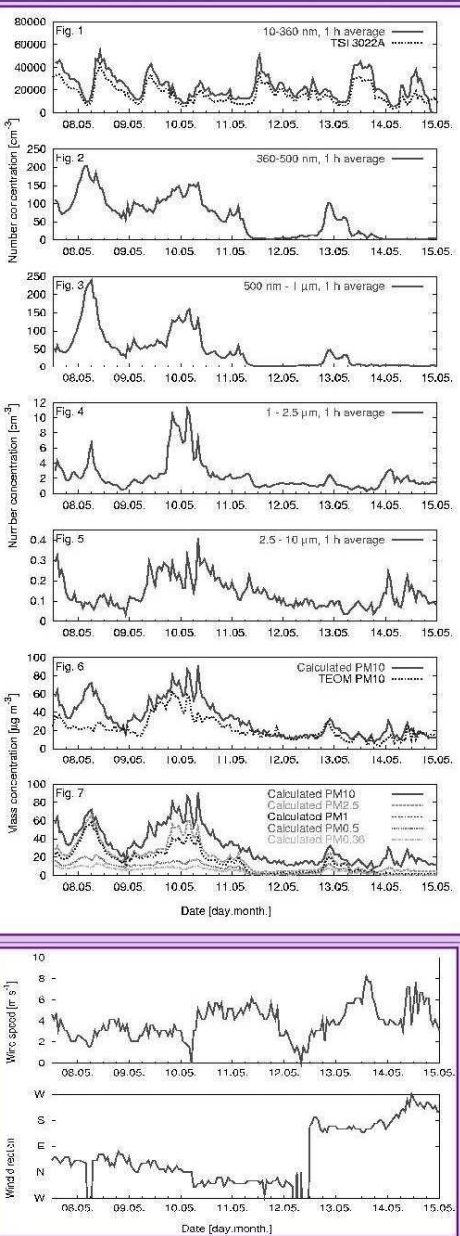 Fig. 1
10-360 nm, 1 h average
TSI 3022A
80000
60000
40000
20000
0
08.05. 09.05. 10.05. 11.05. 12.05. 13.05. 14.05. 15.05.
Number concentration [cm-3]
Fig. 2
360-500 nm, 1 h average
250
200
150
100
50
0
08.05. 09.05. 10.05. 11.05. 12.05. 13.05. 14.05. 15.05.
Fig. 3
500 nm - 1 µm, 1 h average
250
200
150
100
50
0
08.05. 09.05. 10.05. 11.05. 12.05. 13.05. 14.05. 15.05.
Number concentration [cm-3]
Fig. 4
1 - 2.5 µm, 1 h average
12
10
8
6
4
2
0
08.05. 09.05. 10.05. 11.05. 12.05. 13.05. 14.05. 15.05.
Fig. 5
2.5 - 10 µm, 1 h average
0.4
0.3
0.2
0.1
0
08.05. 09.05. 10.05. 11.05. 12.05. 13.05. 14.05. 15.05.
Mass concentration [µg m-3]
Fig. 6
Calculated PM10
TEOM PM10
100
80
60
40
20
0
08.05. 09.05. 10.05. 11.05. 12.05. 13.05. 14.05. 15.05.
Fig. 7
Calculated PM10
Calculated PM2.5
Calculated PM1
Calculated PM0.5
Calculated PM0.36
100
80
60
40
20
0
08.05. 09.05. 10.05. 11.05. 12.05. 13.05. 14.05. 15.05.
Date [day.month.]
Wind speed [m s-1]
10
8
6
4
2
0
08.05. 09.05. 10.05. 11.05. 12.05. 13.05. 14.05. 15.05.
Wind direction
W
S
E
N
W
08.05. 09.05. 10.05. 11.05. 12.05. 13.05. 14.05. 15.05.
Date [day.month.]